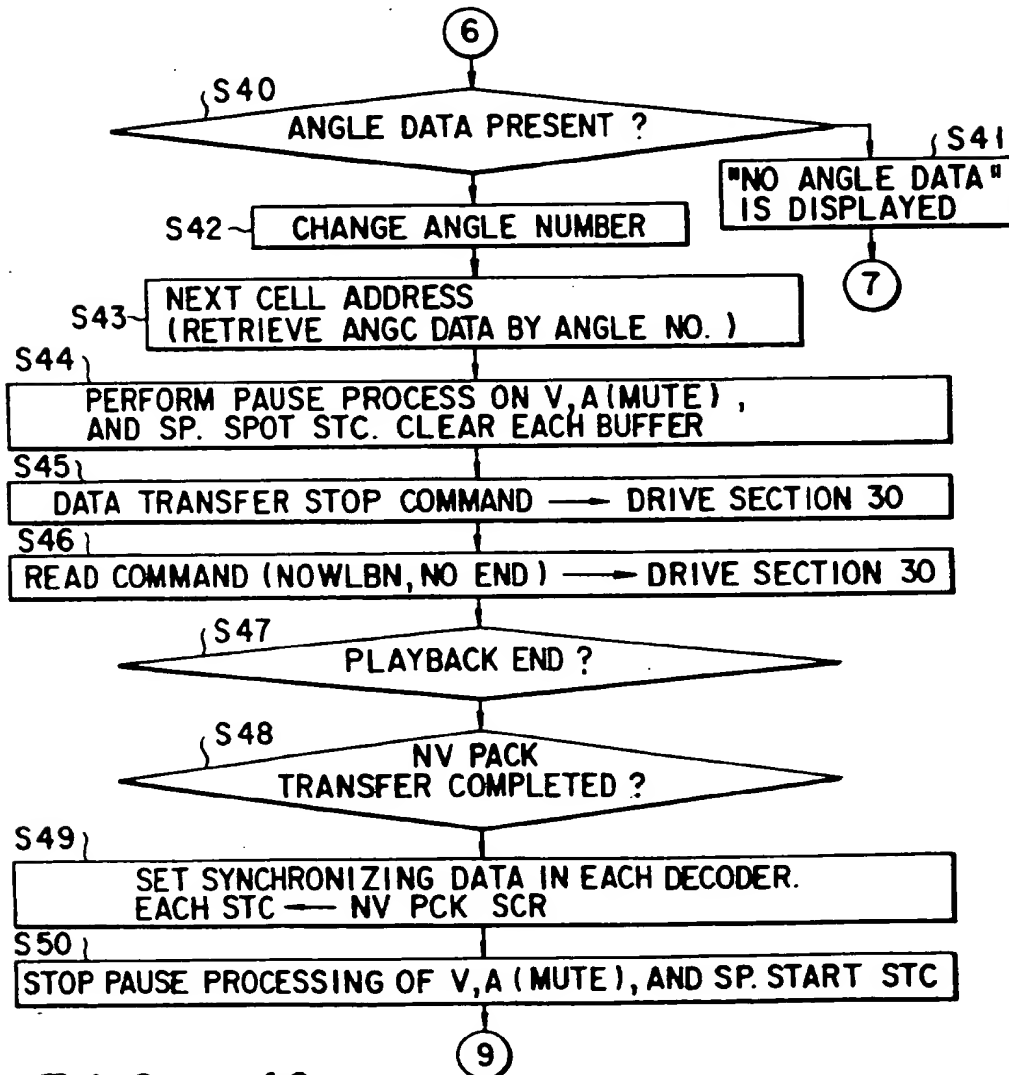 6
S40
ANGLE DATA PRESENT ?
S41
"NO ANGLE DATA"
IS DISPLAYED
7
S42
CHANGE ANGLE NUMBER
S43
NEXT CELL ADDRESS
(RETRIEVE ANGC DATA BY ANGLE NO. )
S44
PERFORM PAUSE PROCESS ON V,A (MUTE) ,
AND SP. SPOT STC. CLEAR EACH BUFFER
S45
DATA TRANSFER STOP COMMAND → DRIVE SECTION 30
S46
READ COMMAND (NOWLBN, NO END) → DRIVE SECTION 30
S47
PLAYBACK END ?
S48
NV PACK
TRANSFER COMPLETED ?
S49
SET SYNCHRONIZING DATA IN EACH DECODER.
EACH STC ← NV PCK SCR
S50
STOP PAUSE PROCESSING OF V,A (MUTE), AND SP. START STC
9